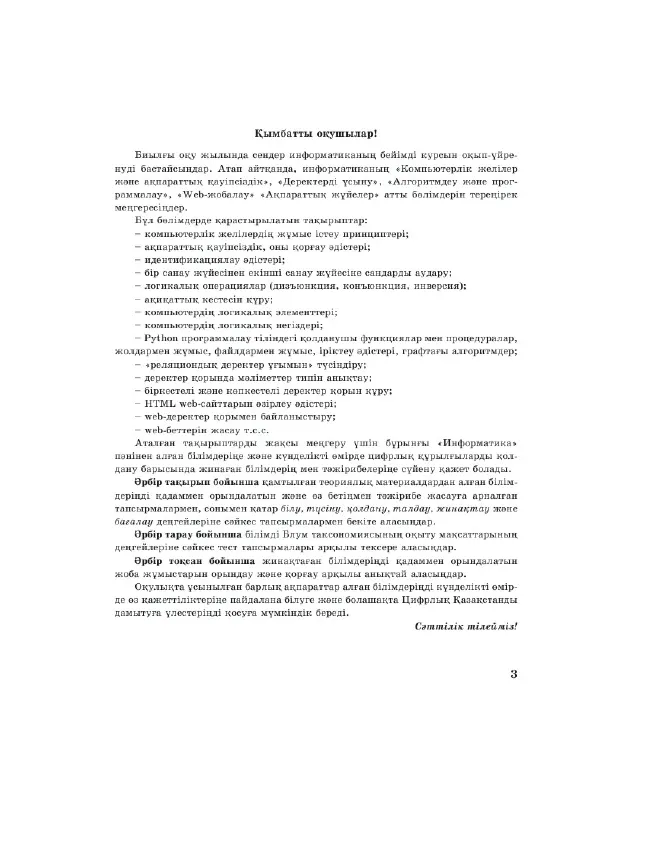 Қымбатты оқушылар!
Биылғы оқу жылында сендер информатиканың бейімді курсын оқып-үйре-
нуді бастайсыңдар. Атап айтқанда, информатиканың «Компьютерлік желілер
және ақпараттық қауіпсіздік», «Деректерді ұсыну», «Алгоритмдеу және прог-
раммалау», «Web-жобалау» «Ақпараттық жүйелер» атты бөлімдерін тереңірек
меңгересіңдер.
Бұл бөлімдерде қарастырылатын тақырыптар:
– компьютерлік желілердің жұмыс істеу принциптері;
– ақпараттық қауіпсіздік, оны қорғау әдістері;
– идентификациялау әдістері;
– бір санау жүйесінен екінші санау жүйесіне сандарды аудару;
– логикалық операциялар (дизъюнкция, конъюнкция, инверсия);
– ақиқаттық кестесін құру;
– компьютердің логикалық элементтері;
– компьютердің логикалық негіздері;
– Python программалау тіліндегі қолданушы функциялар мен процедуралар,
жолдармен жұмыс, файлдармен жұмыс, іріктеу әдістері, графтағы алгоритмдер;
– «реляциондық деректер ұғымын» түсіндіру;
– деректер қорында мәліметтер типін анықтау;
– біркестелі және көпкестелі деректер қорын құру;
– HTML web-сайттарын әзірлеу әдістері;
– web-деректер қорымен байланыстыру;
– web-беттерін жасау т.с.с.
Аталған тақырыптарды жақсы меңгеру үшін бұрынғы «Информатика»
пәнінен алған білімдеріңе және күнделікті өмірде цифрлық құрылғыларды қол-
дану барысында жинаған білімдерің мен тәжірибелеріңе сүйену қажет болады.
Әрбір тақырып бойынша қамтылған теориялық материалдардан алған білім-
деріңді қадаммен орындалатын және өз бетіңмен тәжірибе жасауға арналған
тапсырмалармен, сонымен қатар білу, түсіну, қолдану, талдау, жинақтау және
бағалау деңгейлеріне сәйкес тапсырмалармен бекіте аласыңдар.
Әрбір тарау бойынша білімді Блум таксономиясының оқыту мақсаттарының
деңгейлеріне сәйкес тест тапсырмалары арқылы тексере аласыңдар.
Әрбір тоқсан бойынша жинақтаған білімдеріңді қадаммен орындалатын
жоба жұмыстарын орындау және қорғау арқылы анықтай аласыңдар.
Оқулықта ұсынылған барлық ақпараттар алған білімдеріңді күнделікті өмір-
де өз қажеттіліктеріңе пайдалана білуге және болашақта Цифрлық Қазақстанды
дамытуға үлестеріңді қосуға мүмкіндік береді.
Сәттілік тілейміз!
3